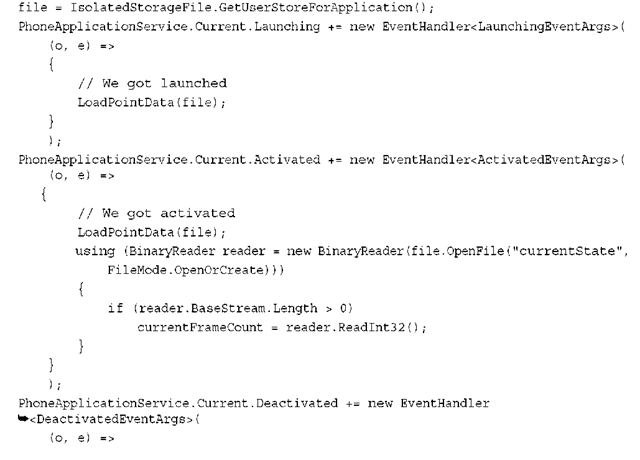 file = IsolatedStorageFile.GetUserStoreForApplication();
PhoneApplicationService.Current.Launching += new EventHandler<LaunchingEventArgs>(
(o, e) =>
{
// We got launched
LoadPointData(file);
}
);
PhoneApplicationService.Current.Activated += new EventHandler<ActivatedEventArgs>(
(o, e) =>
{
// We got activated
LoadPointData(file);
using (BinaryReader reader = new BinaryReader(file.OpenFile("currentState",
FileMode.OpenOrCreate)))
{
if (reader.BaseStream.Length > 0)
currentFrameCount = reader.ReadInt32();
}
}
);
PhoneApplicationService.Current.Deactivated += new EventHandler
➥<DeactivatedEventArgs>(
(o, e) =>